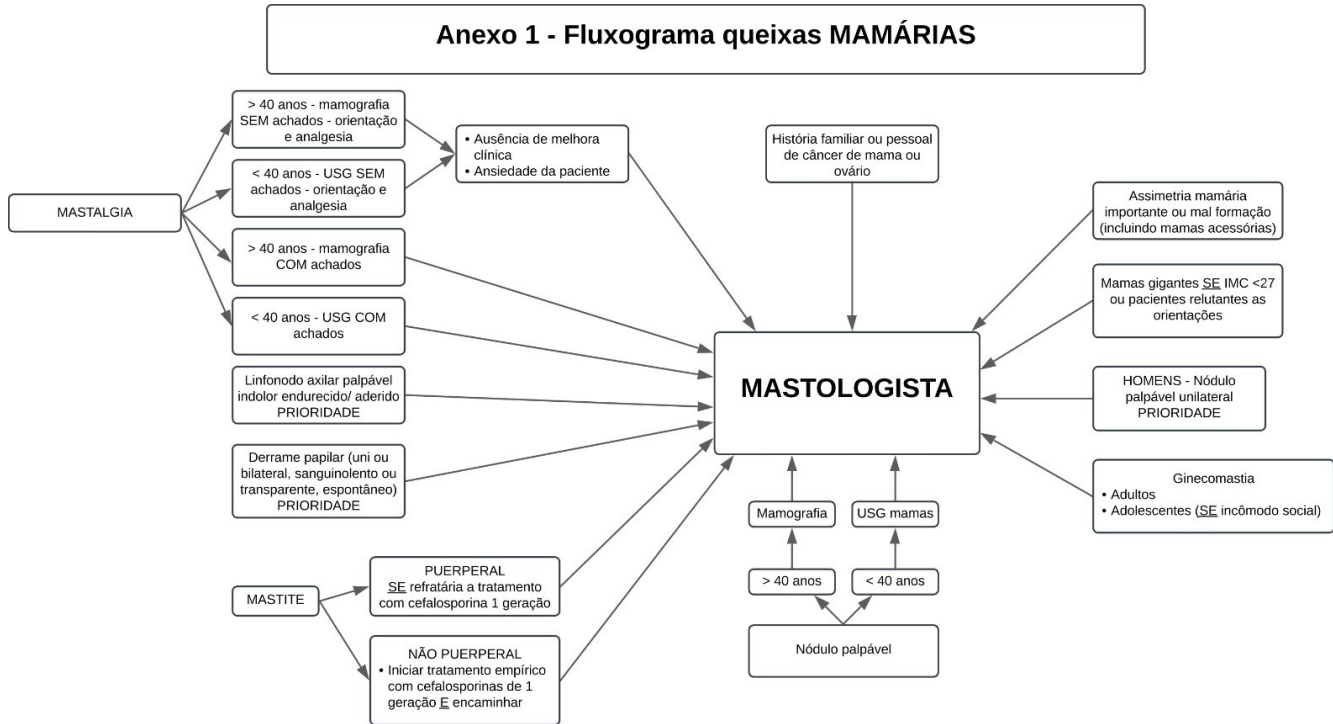 Anexo 1 - Fluxograma queixas MAMÁRIAS
MASTALGIA
> 40 anos - mamografia
SEM achados - orientação
e analgesia
< 40 anos - USG SEM
achados - orientação e
analgesia
> 40 anos - mamografia
COM achados
< 40 anos - USG COM
achados
• Ausência de melhora
clínica
• Ansiedade da paciente
Linfonodo axilar palpável
indolor endurecido/ aderido
PRIORIDADE
Derrame papilar (uni ou
bilateral, sanguinolento ou
transparente, espontâneo)
PRIORIDADE
MASTITE
PUERPERAL
SE refratária a tratamento
com cefalosporina 1 geração
NÃO PUERPERAL
• Iniciar tratamento empírico
com cefalosporinas de 1
geração E encaminhar
História familiar ou pessoal
de câncer de mama ou
ovário
MASTOLOGISTA
Mamografia
USG mamas
> 40 anos
< 40 anos
Nódulo palpável
Assimetria mamária
importante ou mal formação
(incluindo mamas acessórias)
Mamas gigantes SE IMC <27
ou pacientes relutantes as
orientações
HOMENS - Nódulo
palpável unilateral
PRIORIDADE
Ginecomastia
• Adultos
• Adolescentes (SE incômodo social)